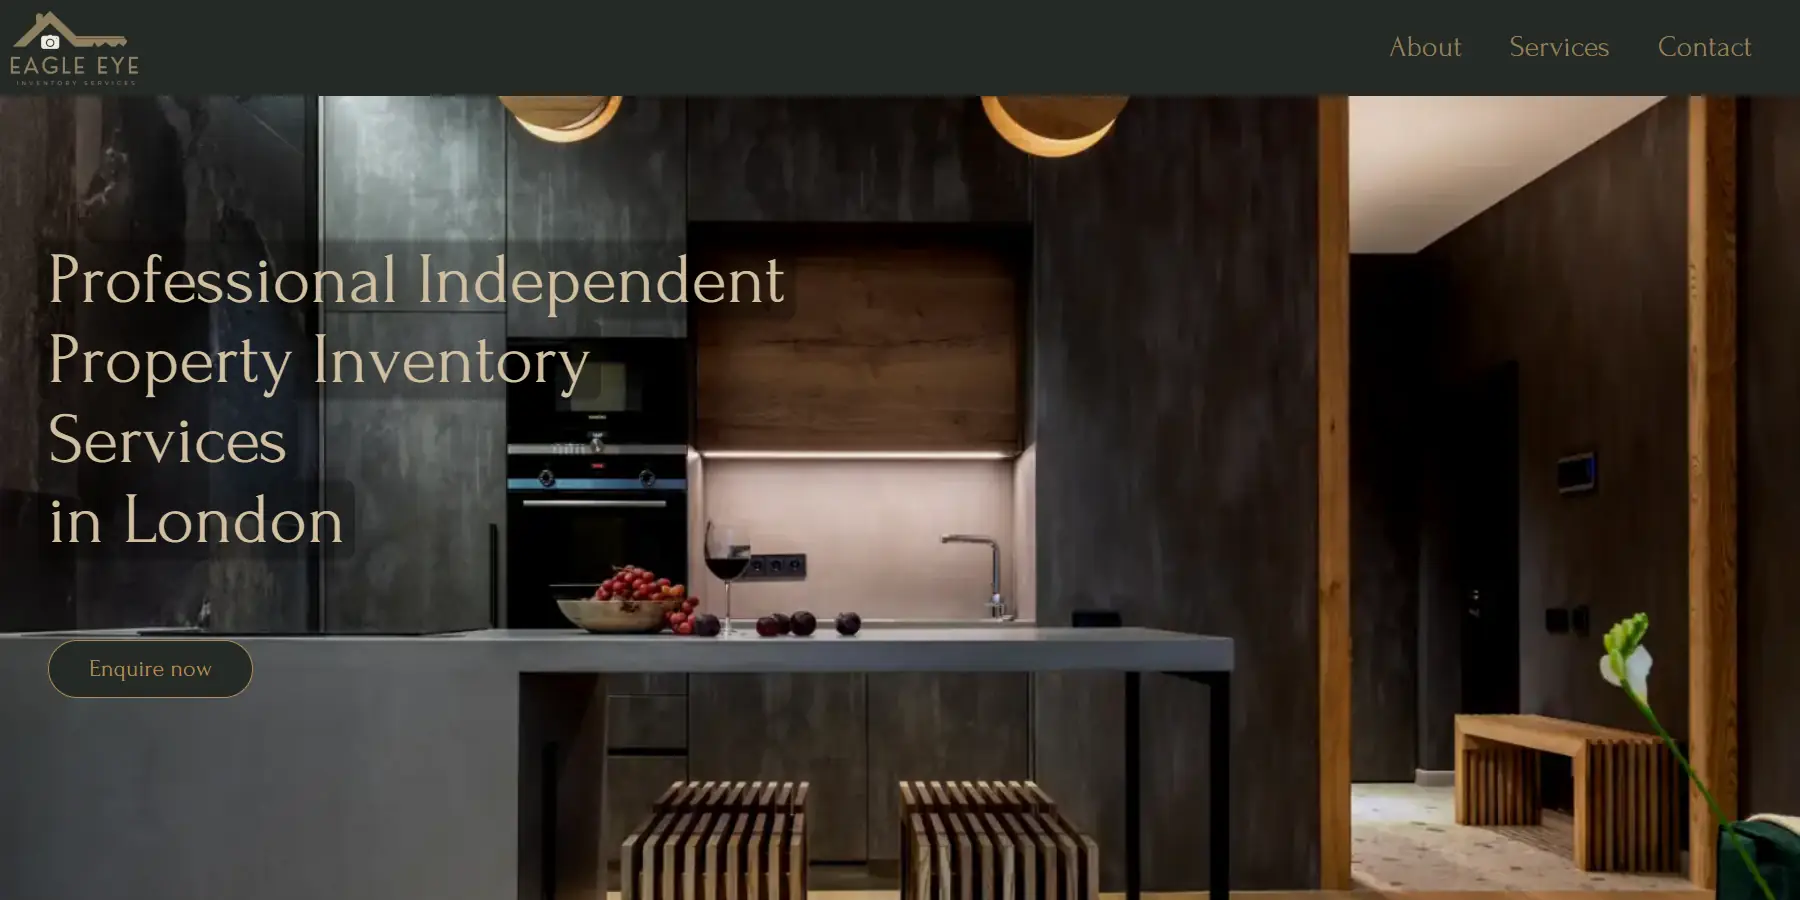 EAGLE EYE
INVENTORY SERVICES
About
Services
Contact
Professional Independent
Property Inventory
Services
in London
Enquire now